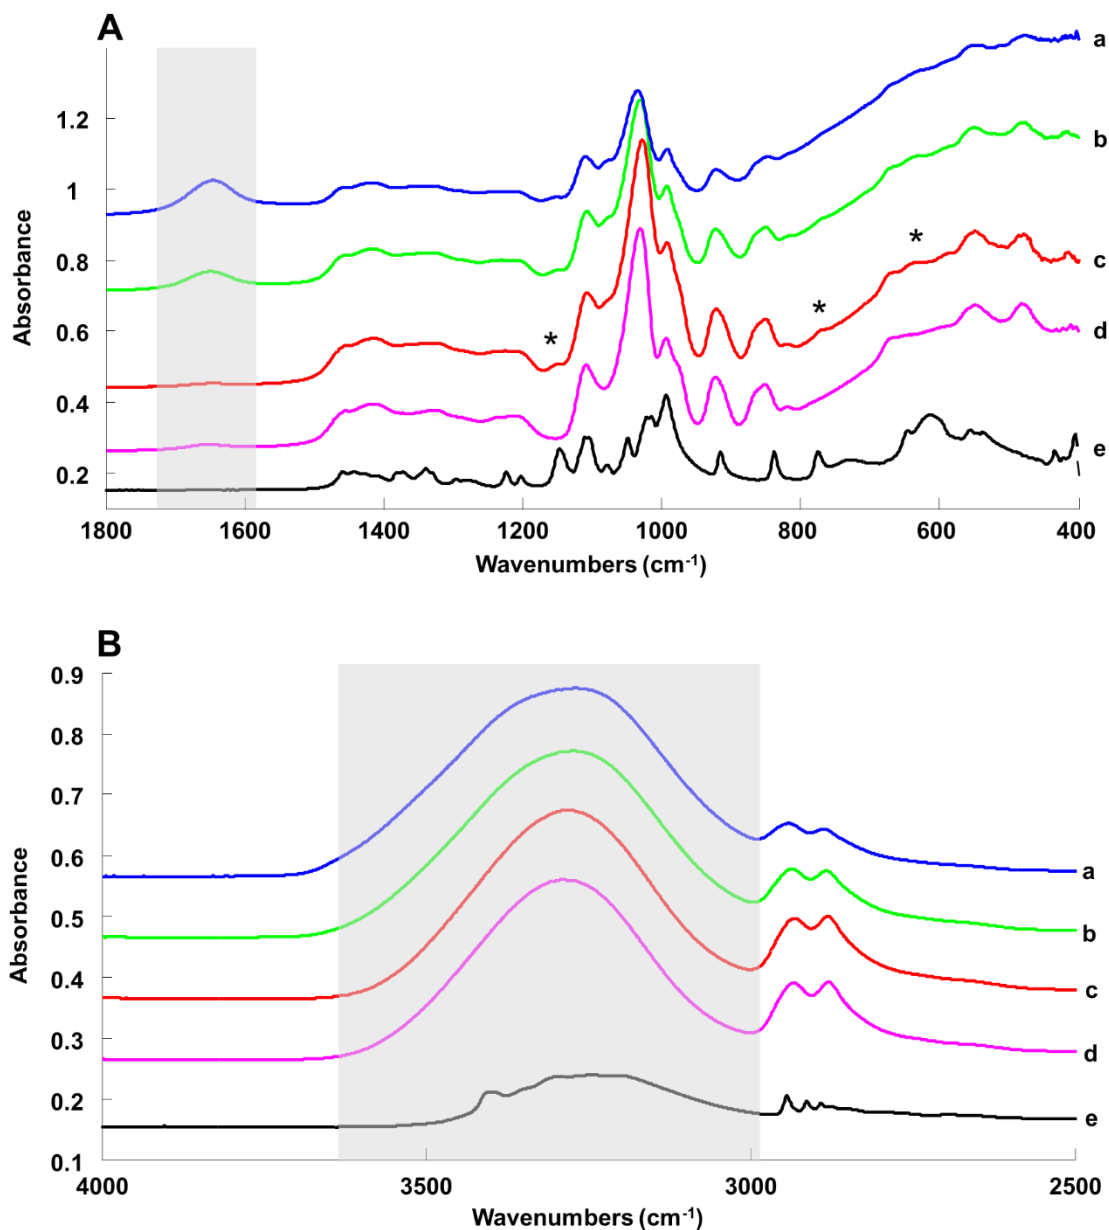 A
Absorbance
1.2
1
0.8
0.6
0.4
0.2
a
b
*
c
*
*
d
e
1800 1600 1400 1200 1000 800 600 400
Wavenumbers (cm-1)
B
Absorbance
0.9
0.8
0.7
0.6
0.5
0.4
0.3
0.2
0.1
a
b
c
d
e
4000 3500 3000 2500
Wavenumbers (cm-1)